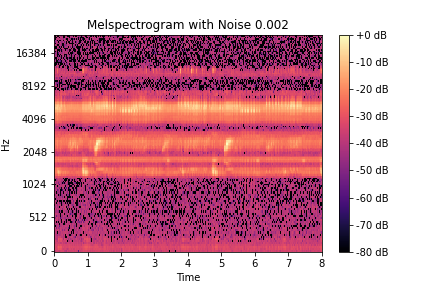 Melspectrogram with Noise 0.002
Hz
16384
8192
4096
2048
1024
512
0
0 1 2 3 4 5 6 7 8
Time
+0 dB
-10 dB
-20 dB
-30 dB
-40 dB
-50 dB
-60 dB
-70 dB
-80 dB